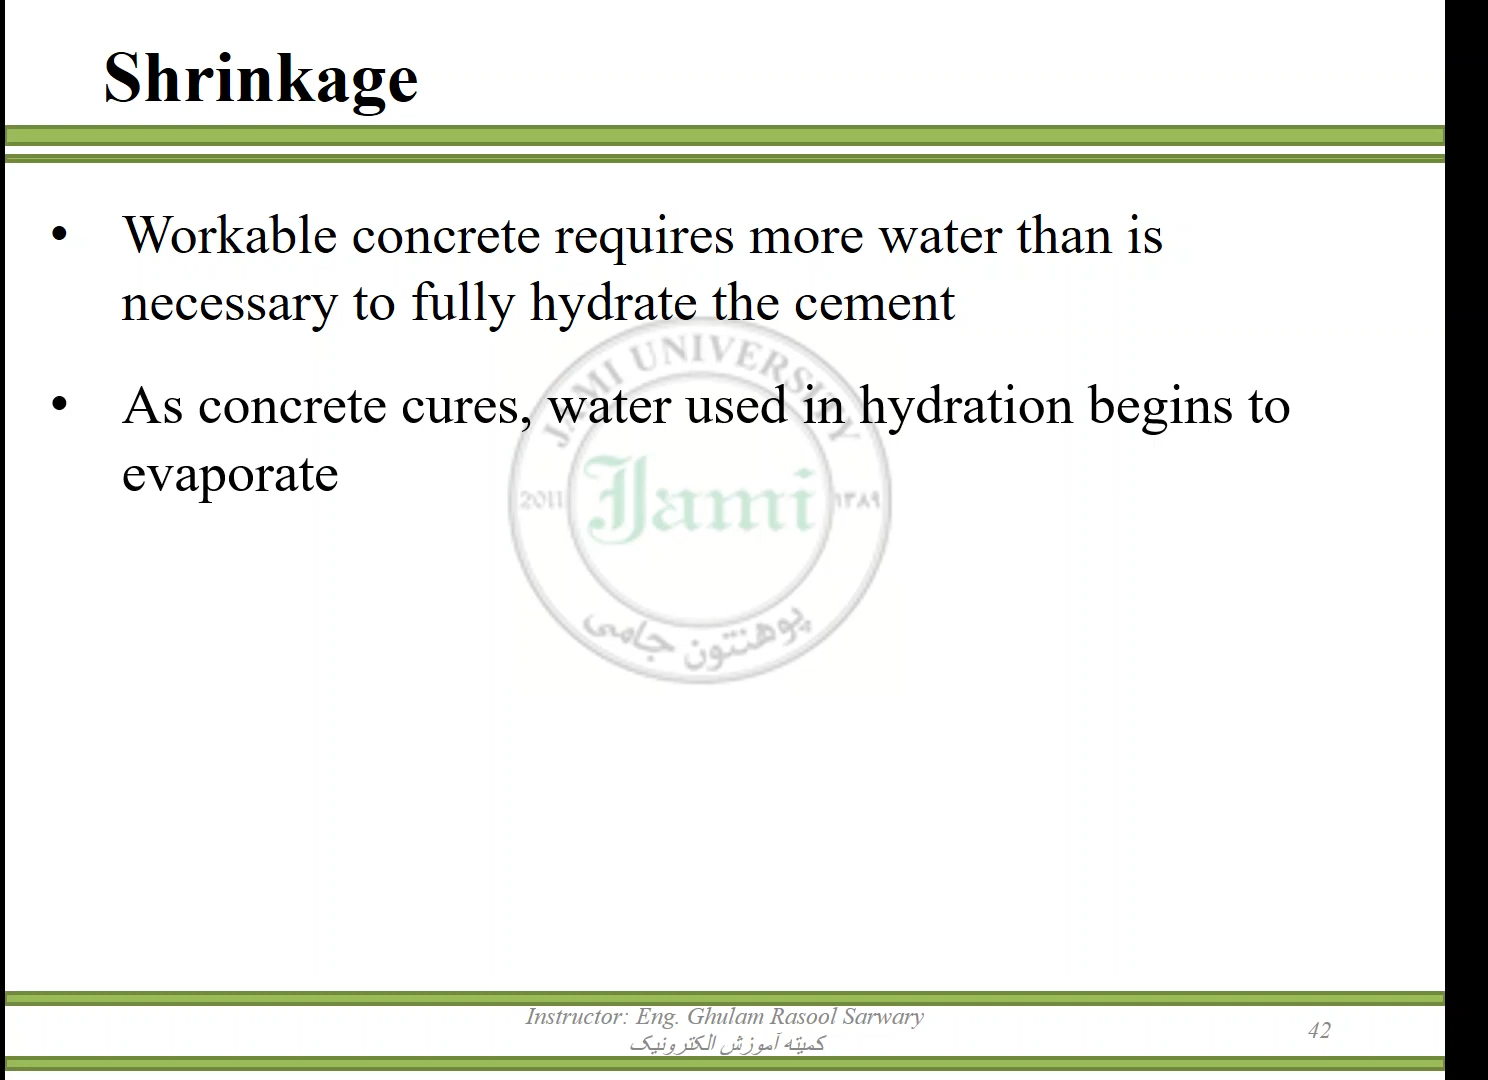 Shrinkage
• Workable concrete requires more water than is
necessary to fully hydrate the cement
• As concrete cures, water used in hydration begins to
evaporate
JAMI UNIVERSITY
2011
Jami
۱۳۸۹
پوهنتون جامی
Instructor: Eng. Ghulam Rasool Sarwary
کمیته آموزش الکترونیک
42